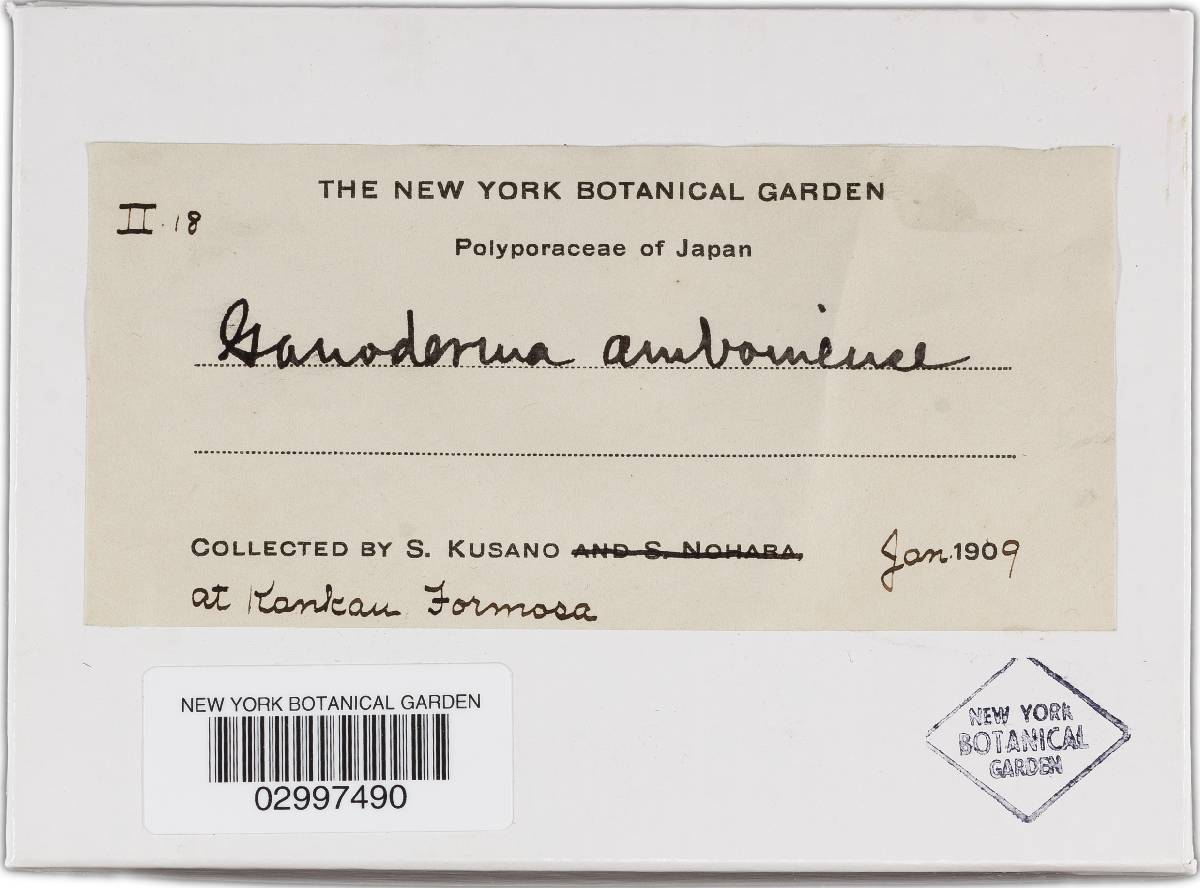 THE NEW YORK BOTANICAL GARDEN
II. 18
Polyporaceae of Japan
Ganoderma amboinense
COLLECTED BY S. KUSANO AND S. NOHARA, Jan. 1909
at Kankau Formosa
NEW YORK BOTANICAL GARDEN
02997490
NEW YORK
BOTANICAL
GARDEN